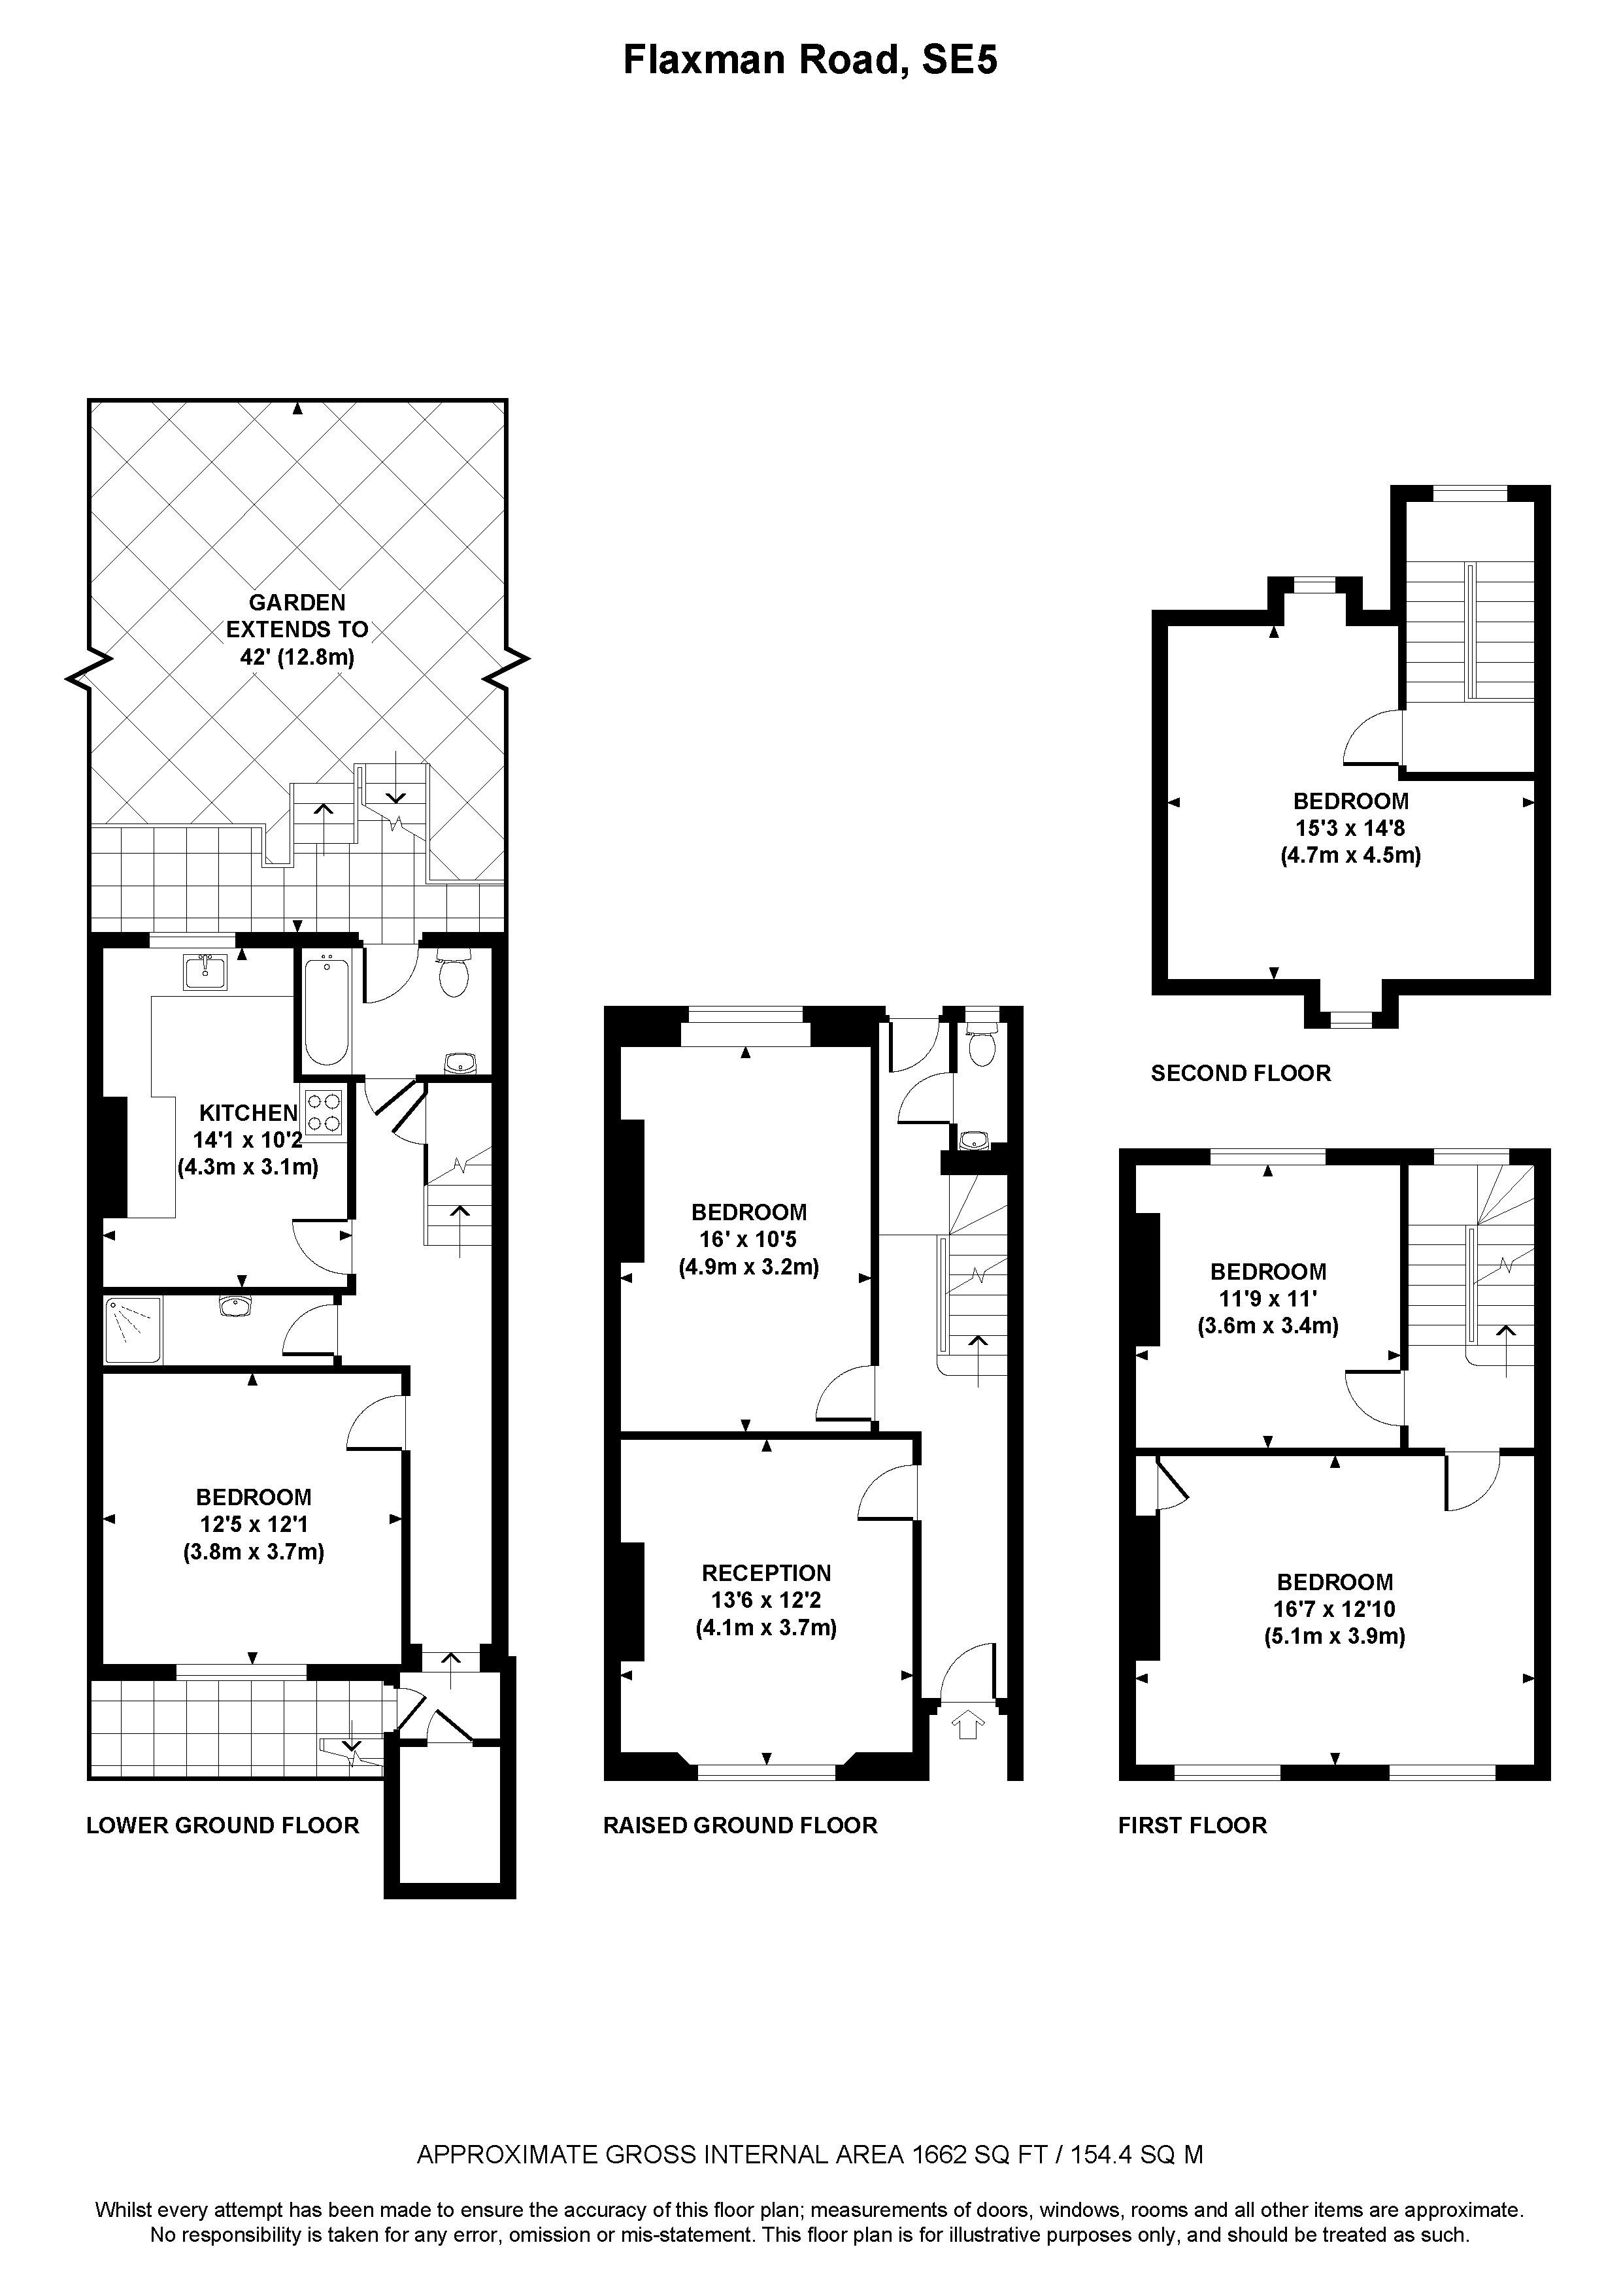 Flaxman Road, SE5
GARDEN
EXTENDS TO
42' (12.8m)
KITCHEN
14'1 x 10'2
(4.3m x 3.1m)
BEDROOM
12'5 x 12'1
(3.8m x 3.7m)
LOWER GROUND FLOOR
BEDROOM
16' x 10'5
(4.9m x 3.2m)
RECEPTION
13'6 x 12'2
(4.1m x 3.7m)
RAISED GROUND FLOOR
BEDROOM
15'3 x 14'8
(4.7m x 4.5m)
SECOND FLOOR
BEDROOM
11'9 x 11'
(3.6m x 3.4m)
BEDROOM
16'7 x 12'10
(5.1m x 3.9m)
FIRST FLOOR
APPROXIMATE GROSS INTERNAL AREA 1662 SQ FT / 154.4 SQ M
Whilst every attempt has been made to ensure the accuracy of this floor plan; measurements of doors, windows, rooms and all other items are approximate.
No responsibility is taken for any error, omission or mis-statement. This floor plan is for illustrative purposes only, and should be treated as such.